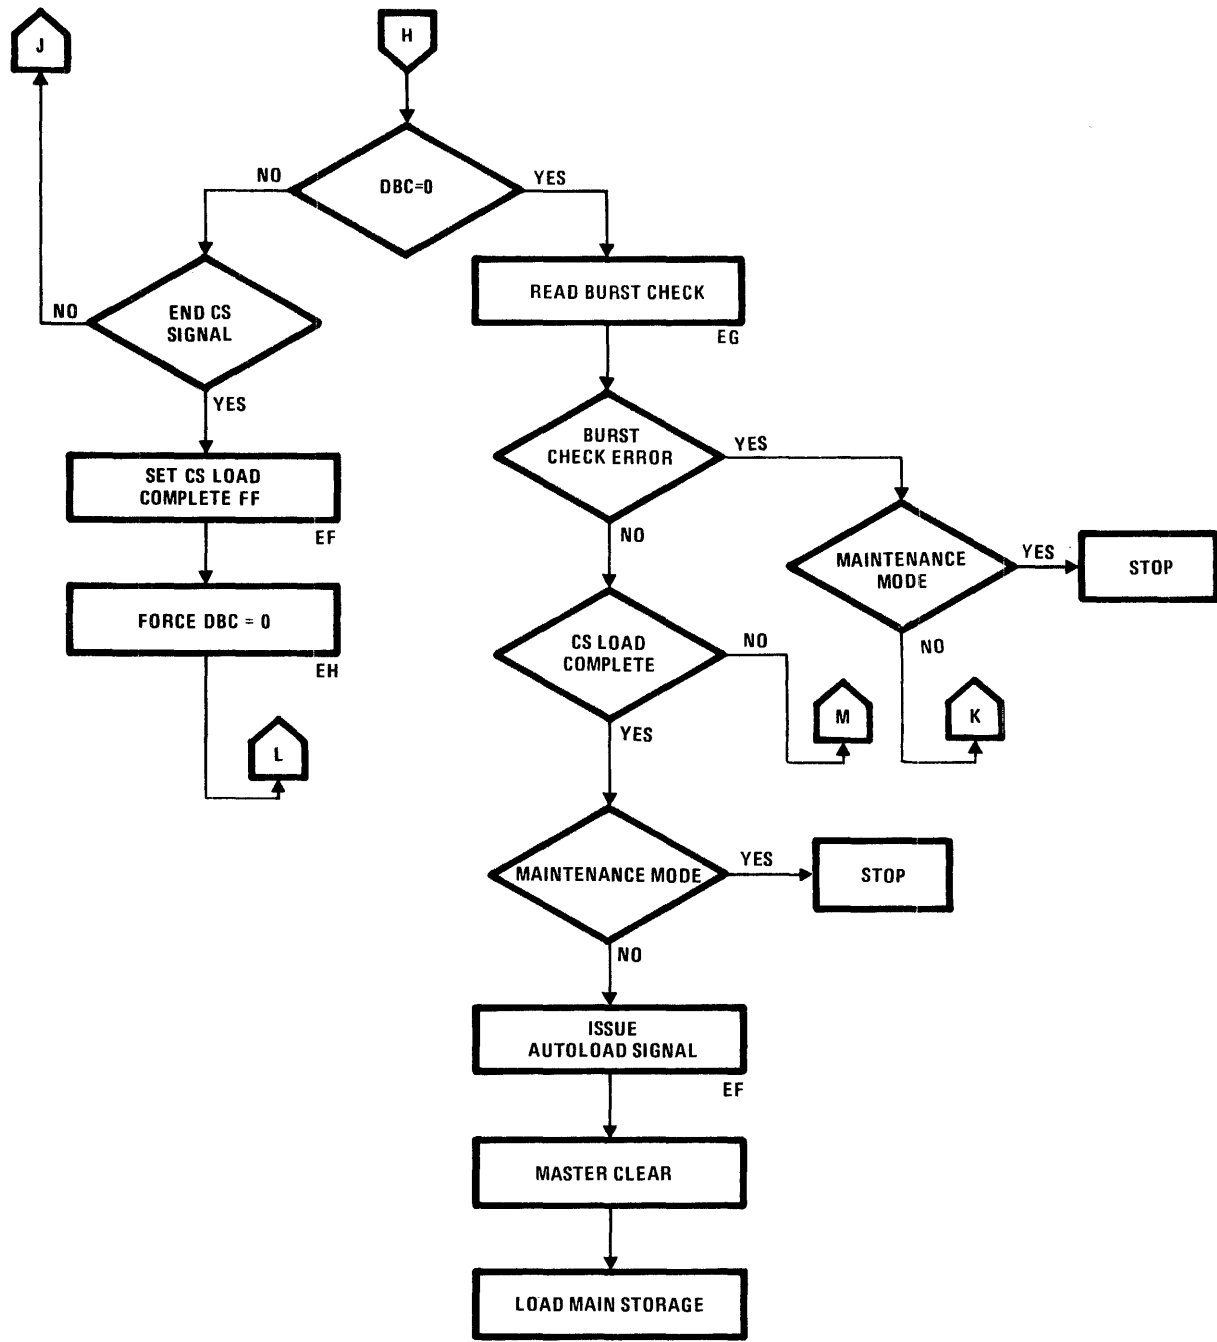 J
H
DBC=0
NO
YES
END CS
SIGNAL
NO
YES
READ BURST CHECK
EG
SET CS LOAD
COMPLETE FF
EF
FORCE DBC = 0
EH
L
BURST
CHECK ERROR
YES
NO
MAINTENANCE
MODE
YES
STOP
NO
K
CS LOAD
COMPLETE
NO
M
YES
MAINTENANCE MODE
YES
STOP
NO
ISSUE
AUTOLOAD SIGNAL
EF
MASTER CLEAR
LOAD MAIN STORAGE